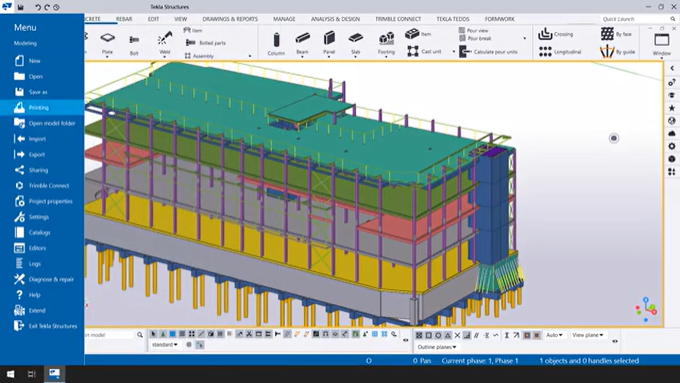 Tekla Structures
CRETE REBAR EDIT VIEW DRAWINGS & REPORTS MANAGE ANALYSIS & DESIGN TRIMBLE CONNECT TEKLA TEDDS FORMWORK
Quick Launch
Menu
Modeling
New
Open
Save as
Printing
Open model folder
Import
Export
Sharing
Trimble Connect
Project properties
Settings
Catalogs
Editors
Logs
Diagnose & repair
Help
Extend
Exit Tekla Structures
Plate
Bolt
Weld
Item
Bolted parts
Assembly
Column
Beam
Panel
Slab
Footing
Item
Cast unit
Pour view
Pour break
Calculate pour units
Crossing
Longitudinal
By face
By guide
Window
model
standard
Auto
View plane
Outline planes
O
0 Pan
Current phase: 1, Phase 1
1 objects and 0 handles selected